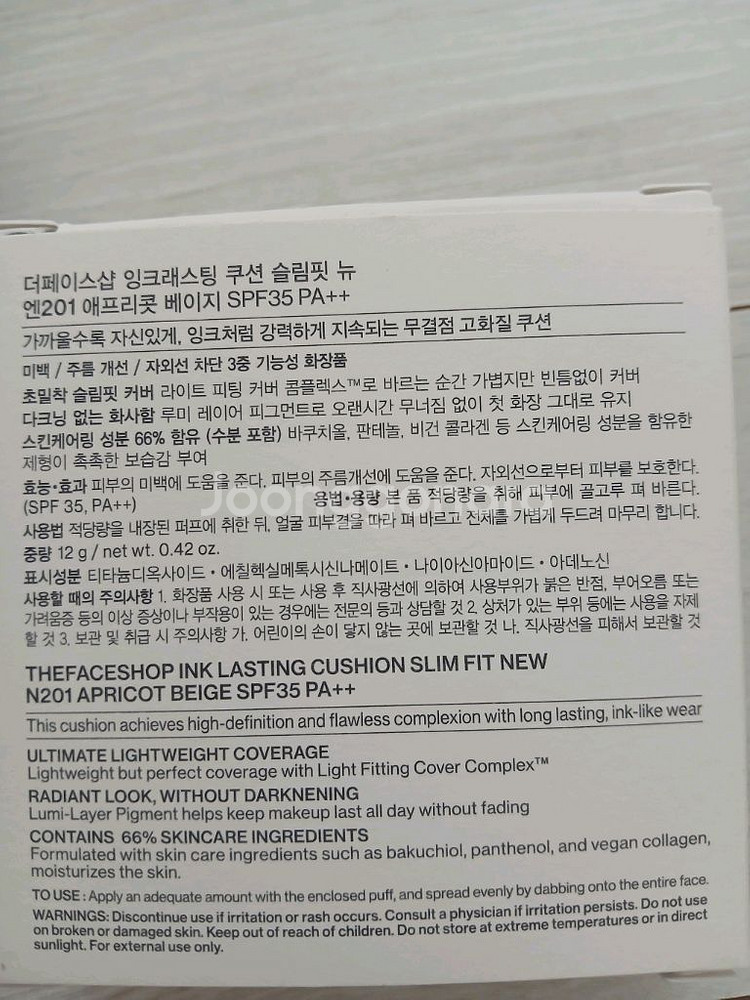 더페이스샵 잉크래스팅 쿠션 슬림핏 뉴
엔201 애프리콧 베이지 SPF35 PA++
가까울수록 자신있게, 잉크처럼 강력하게 지속되는 무결점 고화질 쿠션
미백 / 주름 개선 / 자외선 차단 3중 기능성 화장품
초밀착 슬림핏 커버 라이트 피팅 커버 콤플렉스™로 바르는 순간 가볍지만 빈틈없이 커버
다크닝 없는 화사함 루미 레이어 피그먼트로 오랜시간 무너짐 없이 첫 화장 그대로 유지
스킨케어링 성분 66% 함유 (수분 포함) 바쿠치올, 판테놀, 비건 콜라겐 등 스킨케어링 성분을 함유한
제형이 촉촉한 보습감 부여
효능·효과 피부의 미백에 도움을 준다. 피부의 주름개선에 도움을 준다. 자외선으로부터 피부를 보호한다.
(SPF 35, PA++) 용법·용량 본 품 적당량을 취해 피부에 골고루 펴 바른다.
사용법 적당량을 내장된 퍼프에 취한 뒤, 얼굴 피부결을 따라 펴 바르고 전체를 가볍게 두드려 마무리 합니다.
중량 12 g / net wt. 0.42 oz.
표시성분 티타늄디옥사이드 · 에칠헥실메톡시신나메이트 · 나이아신아마이드 · 아데노신
사용할 때의 주의사항 1. 화장품 사용 시 또는 사용 후 직사광선에 의하여 사용부위가 붉은 반점, 부어오름 또는
가려움증 등의 이상 증상이나 부작용이 있는 경우에는 전문의 등과 상담할 것 2. 상처가 있는 부위 등에는 사용을 자제
할 것 3. 보관 및 취급 시 주의사항 가. 어린이의 손이 닿지 않는 곳에 보관할 것 나. 직사광선을 피해서 보관할 것
THEFACESHOP INK LASTING CUSHION SLIM FIT NEW
N201 APRICOT BEIGE SPF35 PA++
This cushion achieves high-definition and flawless complexion with long lasting, ink-like wear
ULTIMATE LIGHTWEIGHT COVERAGE
Lightweight but perfect coverage with Light Fitting Cover Complex™
RADIANT LOOK, WITHOUT DARKNENING
Lumi-Layer Pigment helps keep makeup last all day without fading
CONTAINS 66% SKINCARE INGREDIENTS
Formulated with skin care ingredients such as bakuchiol, panthenol, and vegan collagen,
moisturizes the skin.
TO USE : Apply an adequate amount with the enclosed puff, and spread evenly by dabbing onto the entire face.
WARNINGS: Discontinue use if irritation or rash occurs. Consult a physician if irritation persists. Do not use
on broken or damaged skin. Keep out of reach of children. Do not store at extreme temperatures or in direct
sunlight. For external use only.